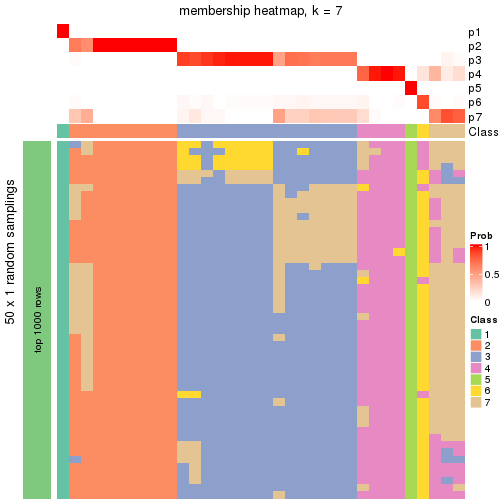 membership heatmap, k = 7
p1
p2
p3
p4
p5
p6
p7
Class
50 x 1 random samplings
top 1000 rows
Prob
1
0.5
0
Class
1
2
3
4
5
6
7